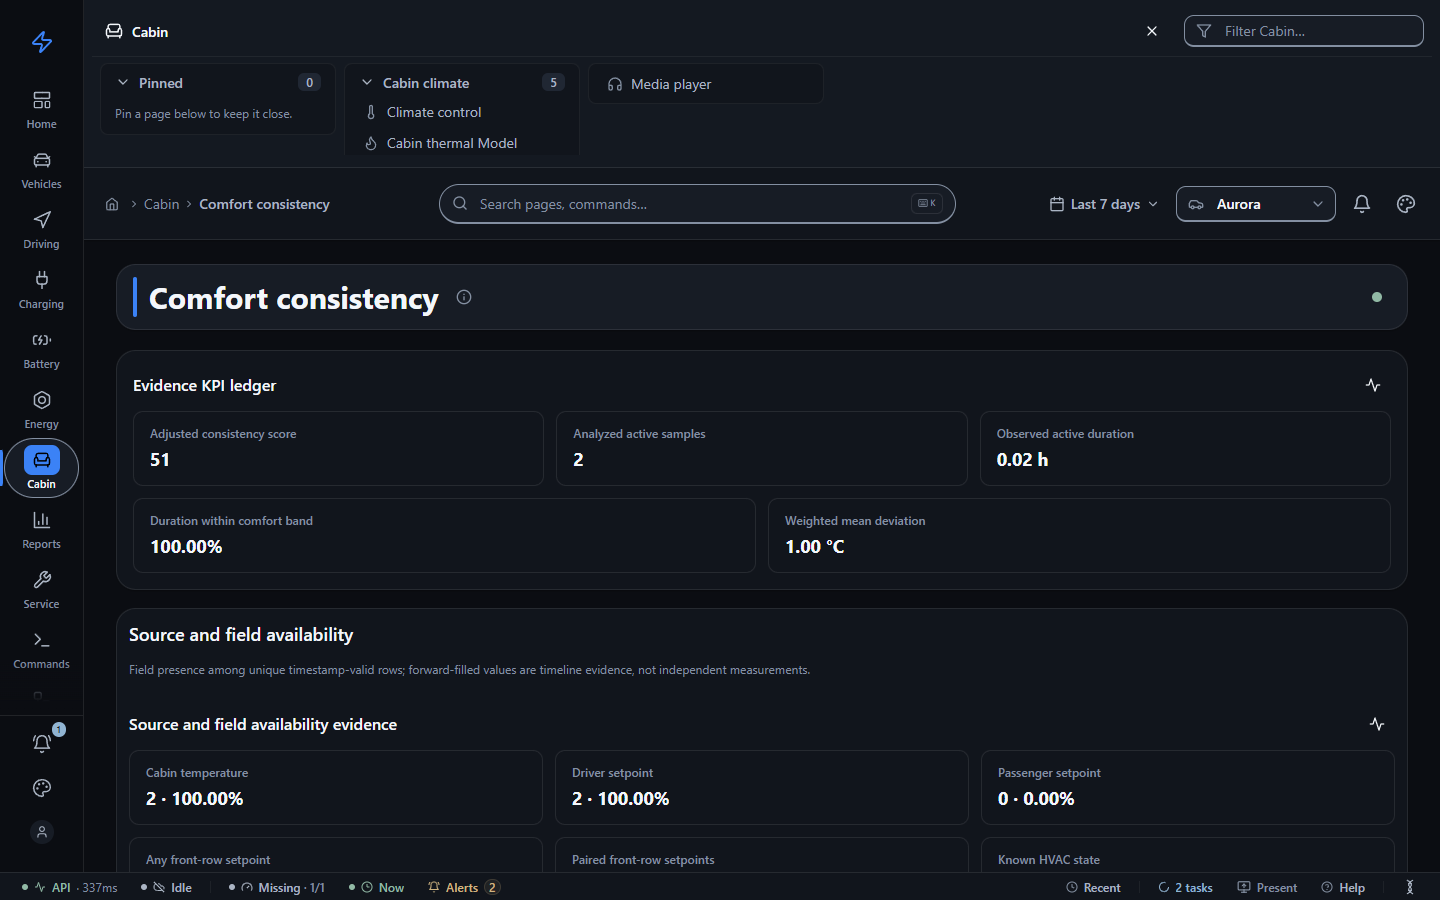 Home
Vehicles
Driving
Charging
Battery
Energy
Cabin
Reports
Service
Commands
1
Cabin
Filter Cabin...
Pinned 0
Pin a page below to keep it close.
Cabin climate 5
Climate control
Cabin thermal Model
Media player
Cabin
Comfort consistency
Search pages, commands...
K
Last 7 days
Aurora
Comfort consistency
Evidence KPI ledger
Adjusted consistency score
51
Analyzed active samples
2
Observed active duration
0.02 h
Duration within comfort band
100.00%
Weighted mean deviation
1.00 °C
Source and field availability
Field presence among unique timestamp-valid rows; forward-filled values are timeline evidence, not independent measurements.
Source and field availability evidence
Cabin temperature
2 · 100.00%
Driver setpoint
2 · 100.00%
Passenger setpoint
0 · 0.00%
Any front-row setpoint
Paired front-row setpoints
Known HVAC state
API · 337ms
Idle
Missing · 1/1
Now
Alerts 2
Recent
2 tasks
Present
Help